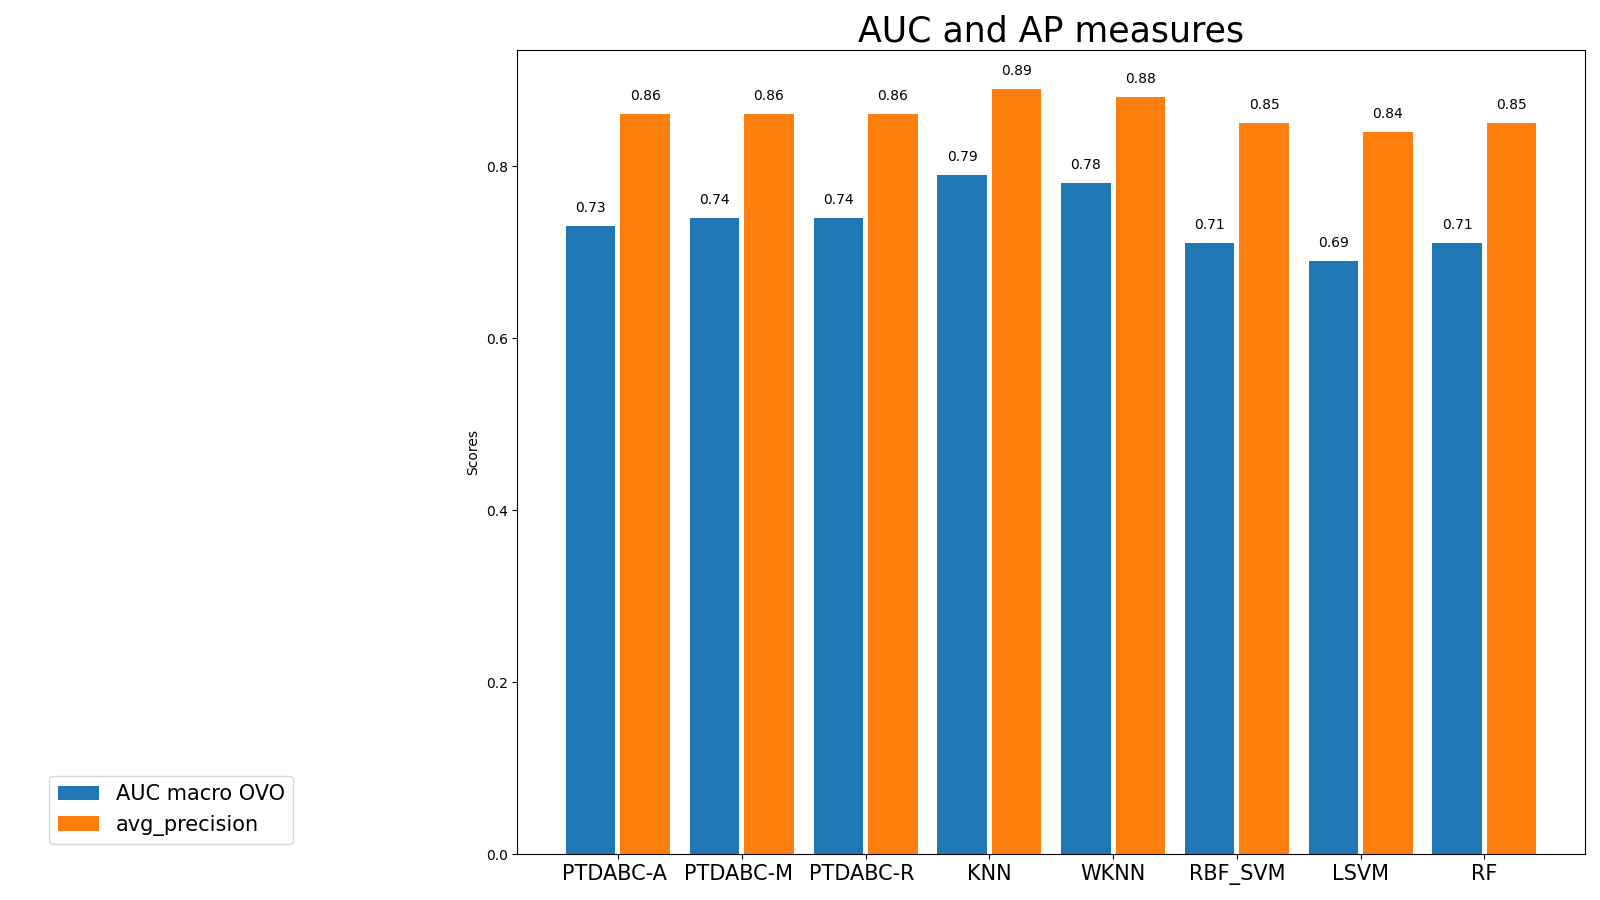 AUC and AP measures
0.86 0.86 0.86 0.89 0.88 0.85 0.84 0.85
0.73 0.74 0.74 0.79 0.78 0.71 0.69 0.71
0.8
0.6
0.4
0.2
0.0
Scores
PTDABC-A PTDABC-M PTDABC-R KNN WKNN RBF_SVM LSVM RF
AUC macro OVO
avg_precision